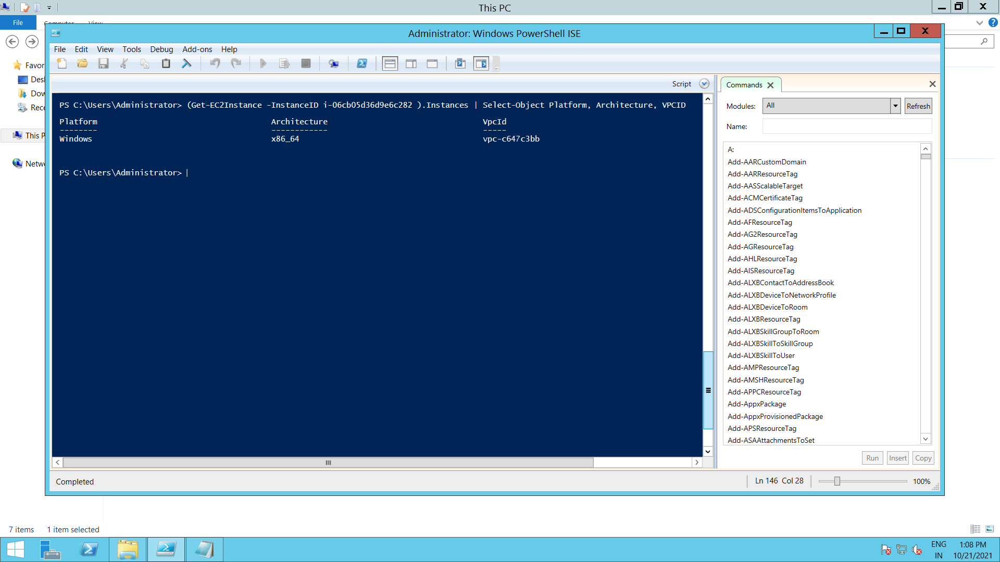 This PC
File Computer View
Administrator: Windows PowerShell ISE
File Edit View Tools Debug Add-ons Help
Script
PS C:\Users\Administrator> (Get-EC2Instance -InstanceID i-06cb05d36d9e6c282 ).Instances | Select-Object Platform, Architecture, VPCID
Platform Architecture VpcId
-------- ------------ -----
Windows x86_64 vpc-c647c3bb
PS C:\Users\Administrator>
Favor
Desl
Dow
Rece
This P
Netw
Commands
Modules: All Refresh
Name:
A:
Add-AARCustomDomain
Add-AARResourceTag
Add-AASScalableTarget
Add-ACMCertificateTag
Add-ADSConfigurationItemsToApplication
Add-AFResourceTag
Add-AG2ResourceTag
Add-AGResourceTag
Add-AHLResourceTag
Add-AISResourceTag
Add-ALXBContactToAddressBook
Add-ALXBDeviceToNetworkProfile
Add-ALXBDeviceToRoom
Add-ALXBResourceTag
Add-ALXBSkillGroupToRoom
Add-ALXBSkillToSkillGroup
Add-ALXBSkillToUser
Add-AMPResourceTag
Add-AMSHResourceTag
Add-APPCResourceTag
Add-AppxPackage
Add-AppxProvisionedPackage
Add-APSResourceTag
Add-ASAAttachmentsToSet
Run Insert Copy
Completed
Ln 146 Col 28
100%
7 items 1 item selected
ENG
IN
1:08 PM
10/21/2021